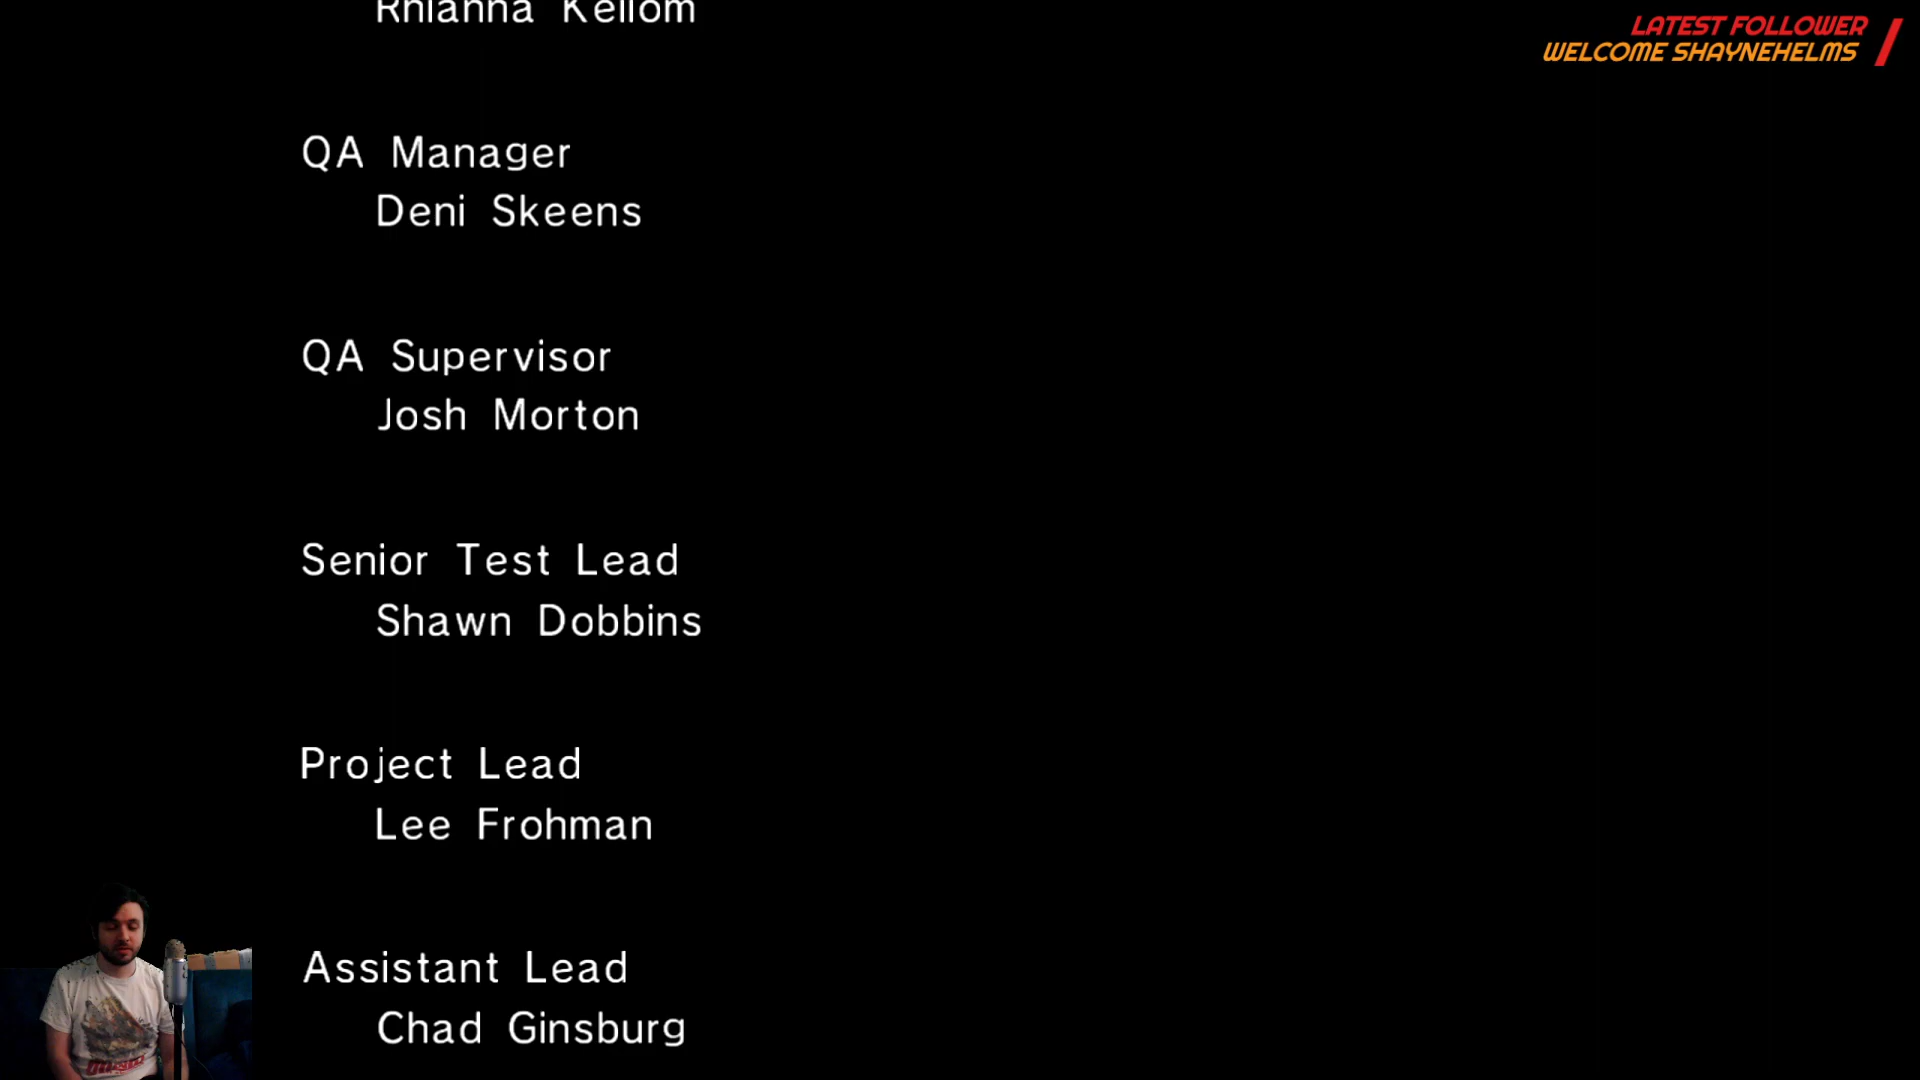 Rhianna Kellom
LATEST FOLLOWER
WELCOME SHAYNEHELMS
QA Manager
Deni Skeens
QA Supervisor
Josh Morton
Senior Test Lead
Shawn Dobbins
Project Lead
Lee Frohman
Assistant Lead
Chad Ginsburg